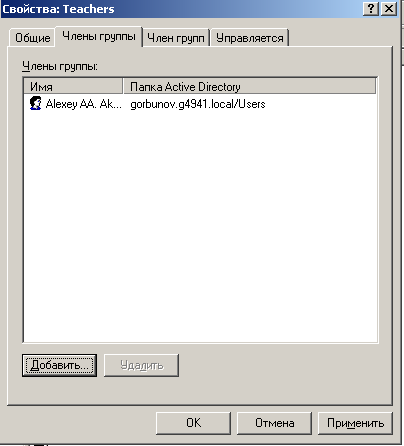 Свойства: Teachers
Общие Члены группы Член групп Управляется
Члены группы:
Имя Папка Active Directory
Alexey AA. Ak... gorbunov.g4941.local/Users
Добавить... Удалить
OK Отмена Применить